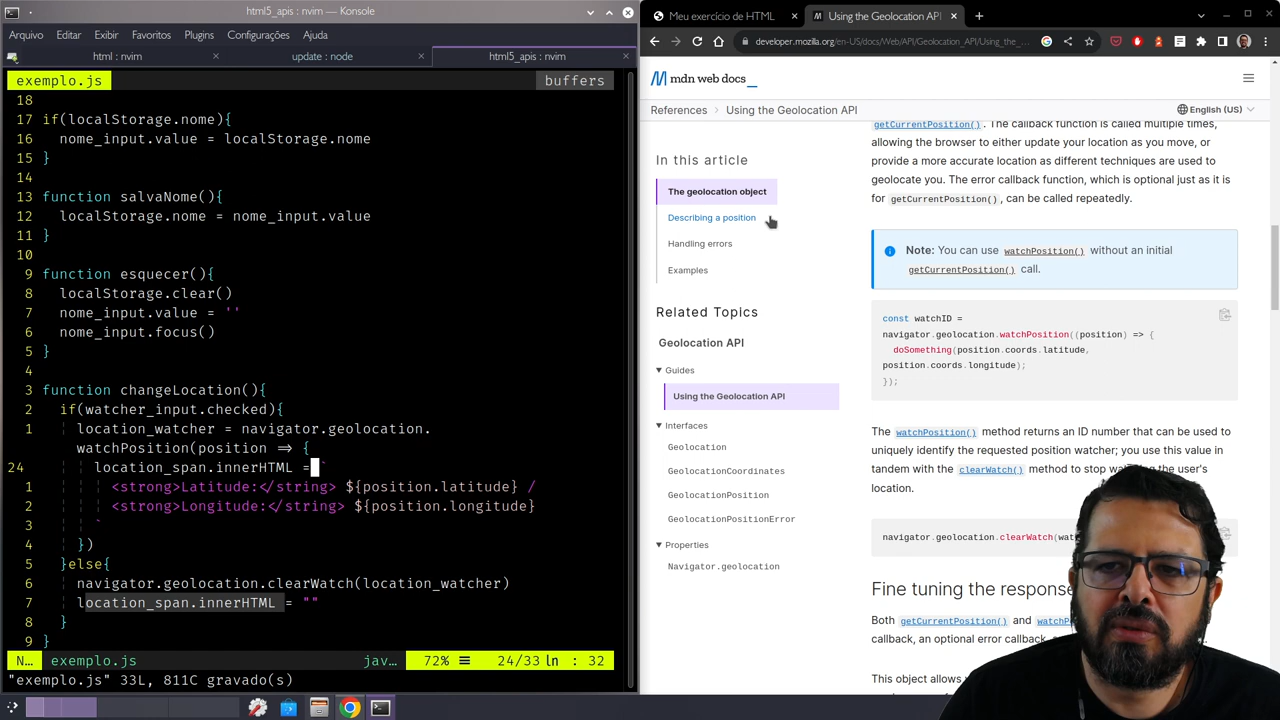 html5_apis : nvim — Konsole
Arquivo Editar Exibir Favoritos Plugins Configurações Ajuda
html : nvim
update : node
html5_apis : nvim
exemplo.js
buffers
18
17 if(localStorage.nome){
16 nome_input.value = localStorage.nome
15 }
14
13 function salvaNome(){
12 localStorage.nome = nome_input.value
11 }
10
9 function esquecer(){
8 localStorage.clear()
7 nome_input.value = ''
6 nome_input.focus()
5 }
4
3 function changeLocation(){
2 if(watcher_input.checked){
1 location_watcher = navigator.geolocation.
watchPosition(position => {
24 location_span.innerHTML = `
1 <strong>Latitude:</string> ${position.latitude} /
2 <strong>Longitude:</string> ${position.longitude}
3 `
4 })
5 }else{
6 navigator.geolocation.clearWatch(location_watcher)
7 location_span.innerHTML = ""
8 }
9 }
N… exemplo.js jav… 72% 24/33 ln : 32
"exemplo.js" 33L, 811C gravado(s)
Meu exercício de HTML
Using the Geolocation API
developer.mozilla.org/en-US/docs/Web/API/Geolocation_API/Using_the_…
mdn web docs_
References
Using the Geolocation API
English (US)
In this article
The geolocation object
Describing a position
Handling errors
Examples
Related Topics
Geolocation API
Guides
Using the Geolocation API
Interfaces
Geolocation
GeolocationCoordinates
GeolocationPosition
GeolocationPositionError
Properties
Navigator.geolocation
getCurrentPosition(). The callback function is called multiple times,
allowing the browser to either update your location as you move, or
provide a more accurate location as different techniques are used to
geolocate you. The error callback function, which is optional just as it is
for getCurrentPosition(), can be called repeatedly.
Note: You can use watchPosition() without an initial
getCurrentPosition() call.
const watchID =
navigator.geolocation.watchPosition((position) => {
doSomething(position.coords.latitude,
position.coords.longitude);
});
The watchPosition() method returns an ID number that can be used to
uniquely identify the requested position watcher; you use this value in
tandem with the clearWatch() method to stop the user's
location.
navigator.geolocation.clearWatch(
Fine tuning the response
Both getCurrentPosition() and
callback, an optional error callback,
This object allows